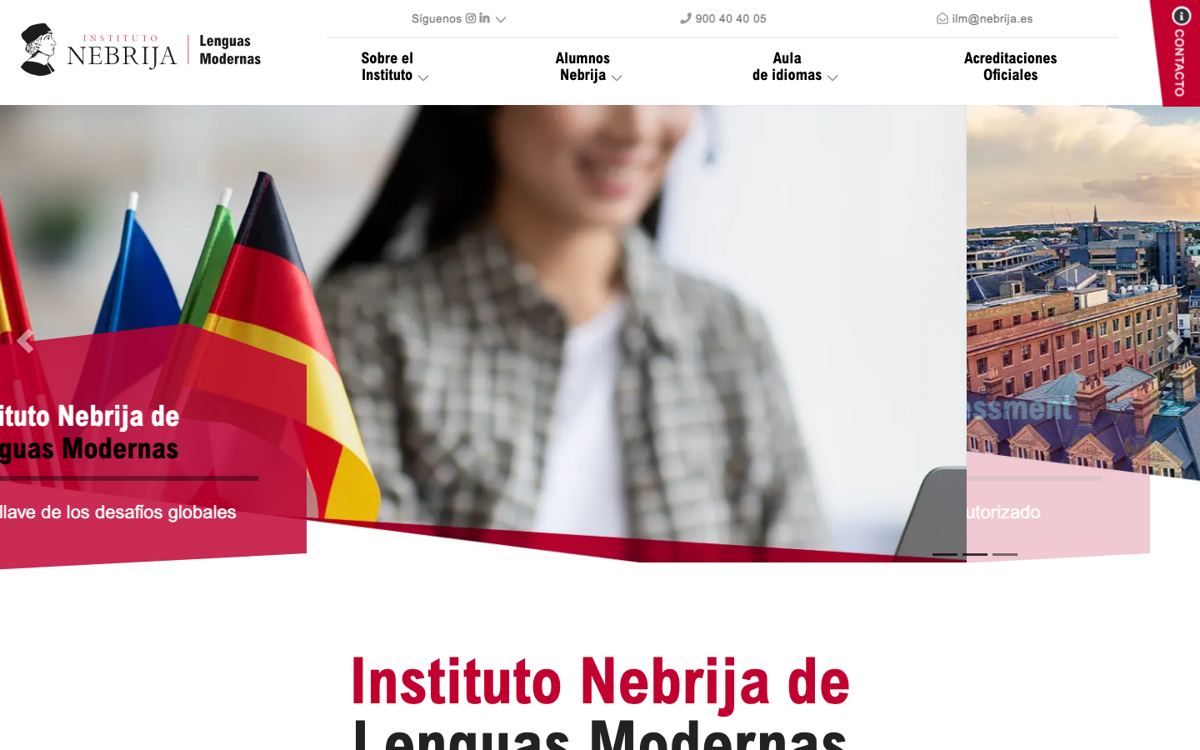 INSTITUTO
NEBRIJA
Lenguas
Modernas
Síguenos
900 40 40 05
ilm@nebrija.es
Sobre el
Instituto
Alumnos
Nebrija
Aula
de idiomas
Acreditaciones
Oficiales
CONTACTO
ituto Nebrija de
guas Modernas
llave de los desafíos globales
essment
utorizado
Instituto Nebrija de
Lenguas Modernas